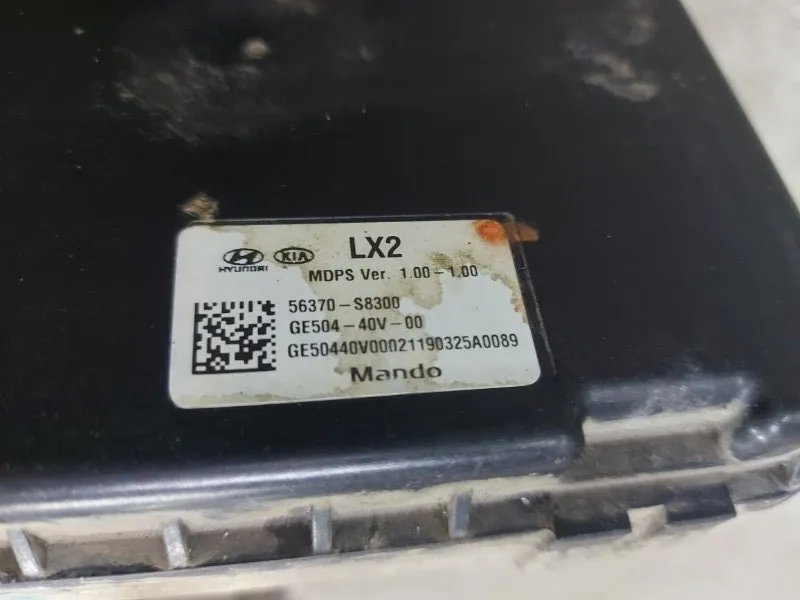 HYUNDAI KIA LX2
MDPS Ver. 1.00-1.00
56370-S8300
GE504-40V-00
GE50440V00021190325A0089
Mando